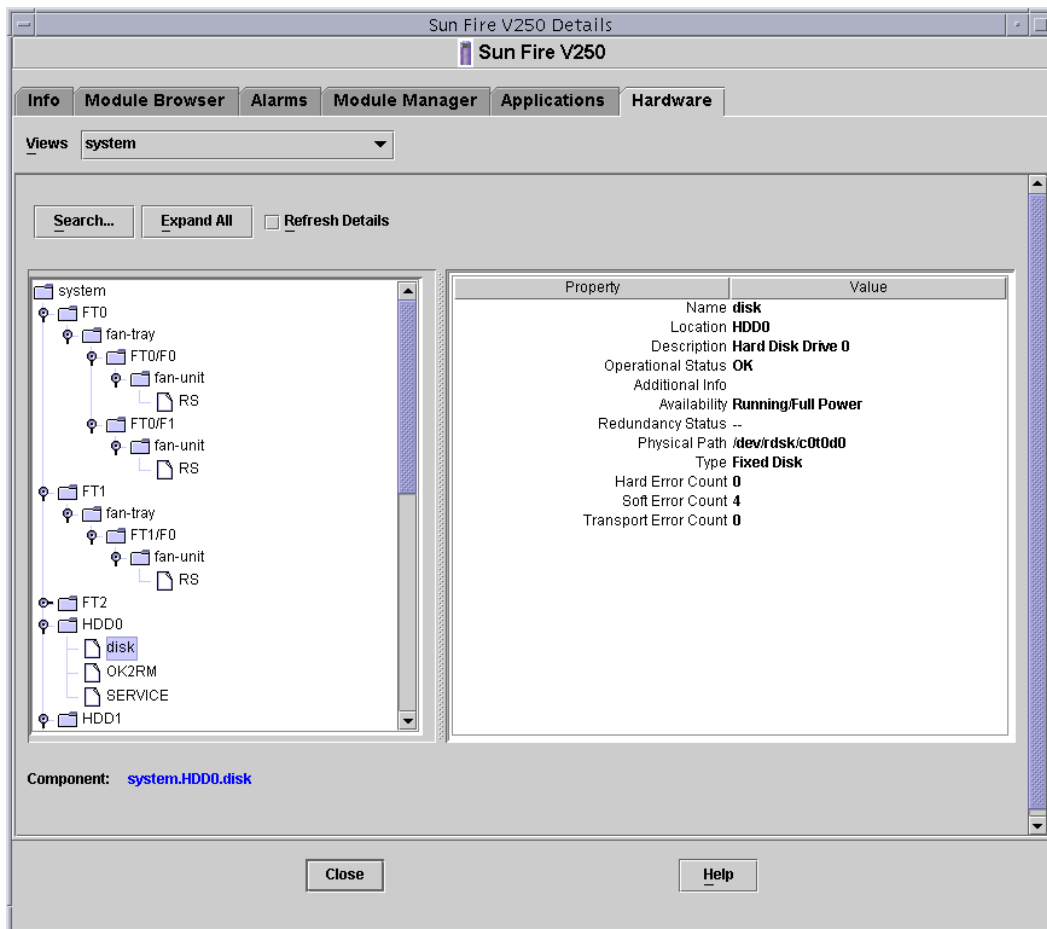 Sun Fire V250 Details
Sun Fire V250
Info Module Browser Alarms Module Manager Applications Hardware
Views system
Search... Expand All Refresh Details
system
FT0
fan-tray
FT0/F0
fan-unit
RS
FT0/F1
fan-unit
RS
FT1
fan-tray
FT1/F0
fan-unit
RS
FT2
HDD0
disk
OK2RM
SERVICE
HDD1
Property Value
Name disk
Location HDD0
Description Hard Disk Drive 0
Operational Status OK
Additional Info
Availability Running/Full Power
Redundancy Status --
Physical Path /dev/rdsk/c0t0d0
Type Fixed Disk
Hard Error Count 0
Soft Error Count 4
Transport Error Count 0
Component: system.HDD0.disk
Close Help